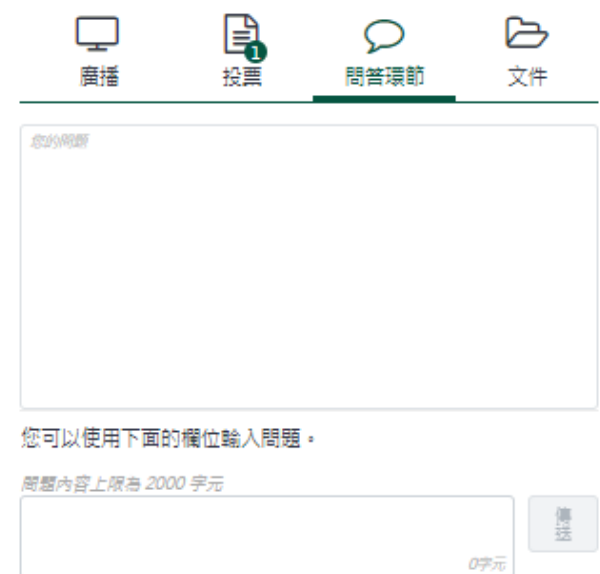 1
廣播 投票 問答環節 文件
您的問題
您可以使用下面的欄位輸入問題。
問題內容上限為 2000 字元
傳送
0字元